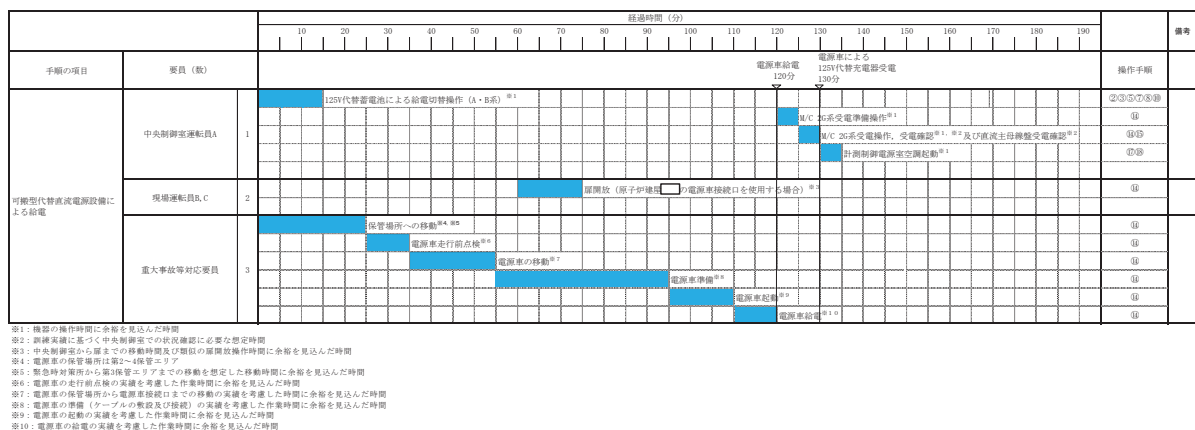 経過時間（分）
備考
10 20 30 40 50 60 70 80 90 100 110 120 130 140 150 160 170 180 190
手順の項目
要員（数）
電源車給電
120分
電源車による
125V代替充電器受電
130分
操作手順
可搬型代替直流電源設備に
よる給電
中央制御室運転員A
1
125V代替蓄電池による給電切替操作（A・B系）※1
②③⑤⑦⑧⑩
M/C 2G系受電準備操作※1
⑭
M/C 2G系受電操作，受電確認※1，※2及び直流主母線盤受電確認※2
⑭⑮
計測制御電源室空調起動※1
⑰⑱
現場運転員B,C
2
扉開放（原子炉建屋 の電源車接続口を使用する場合）※3
⑭
重大事故等対応要員
3
保管場所への移動※4，※5
⑭
電源車走行前点検※6
⑭
電源車の移動※7
⑭
電源車準備※8
⑭
電源車起動※9
⑭
電源車給電※10
⑭
※1：機器の操作時間に余裕を見込んだ時間
※2：訓練実績に基づく中央制御室での状況確認に必要な想定時間
※3：中央制御室から扉までの移動時間及び類似の扉開放操作時間に余裕を見込んだ時間
※4：電源車の保管場所は第2～4保管エリア
※5：緊急時対策所から第3保管エリアまでの移動を想定した移動時間に余裕を見込んだ時間
※6：電源車の走行前点検の実績を考慮した作業時間に余裕を見込んだ時間
※7：電源車の保管場所から電源車接続口までの移動の実績を考慮した時間に余裕を見込んだ時間
※8：電源車の準備（ケーブルの敷設及び接続）の実績を考慮した作業時間に余裕を見込んだ時間
※9：電源車の起動の実績を考慮した作業時間に余裕を見込んだ時間
※10：電源車の給電の実績を考慮した作業時間に余裕を見込んだ時間